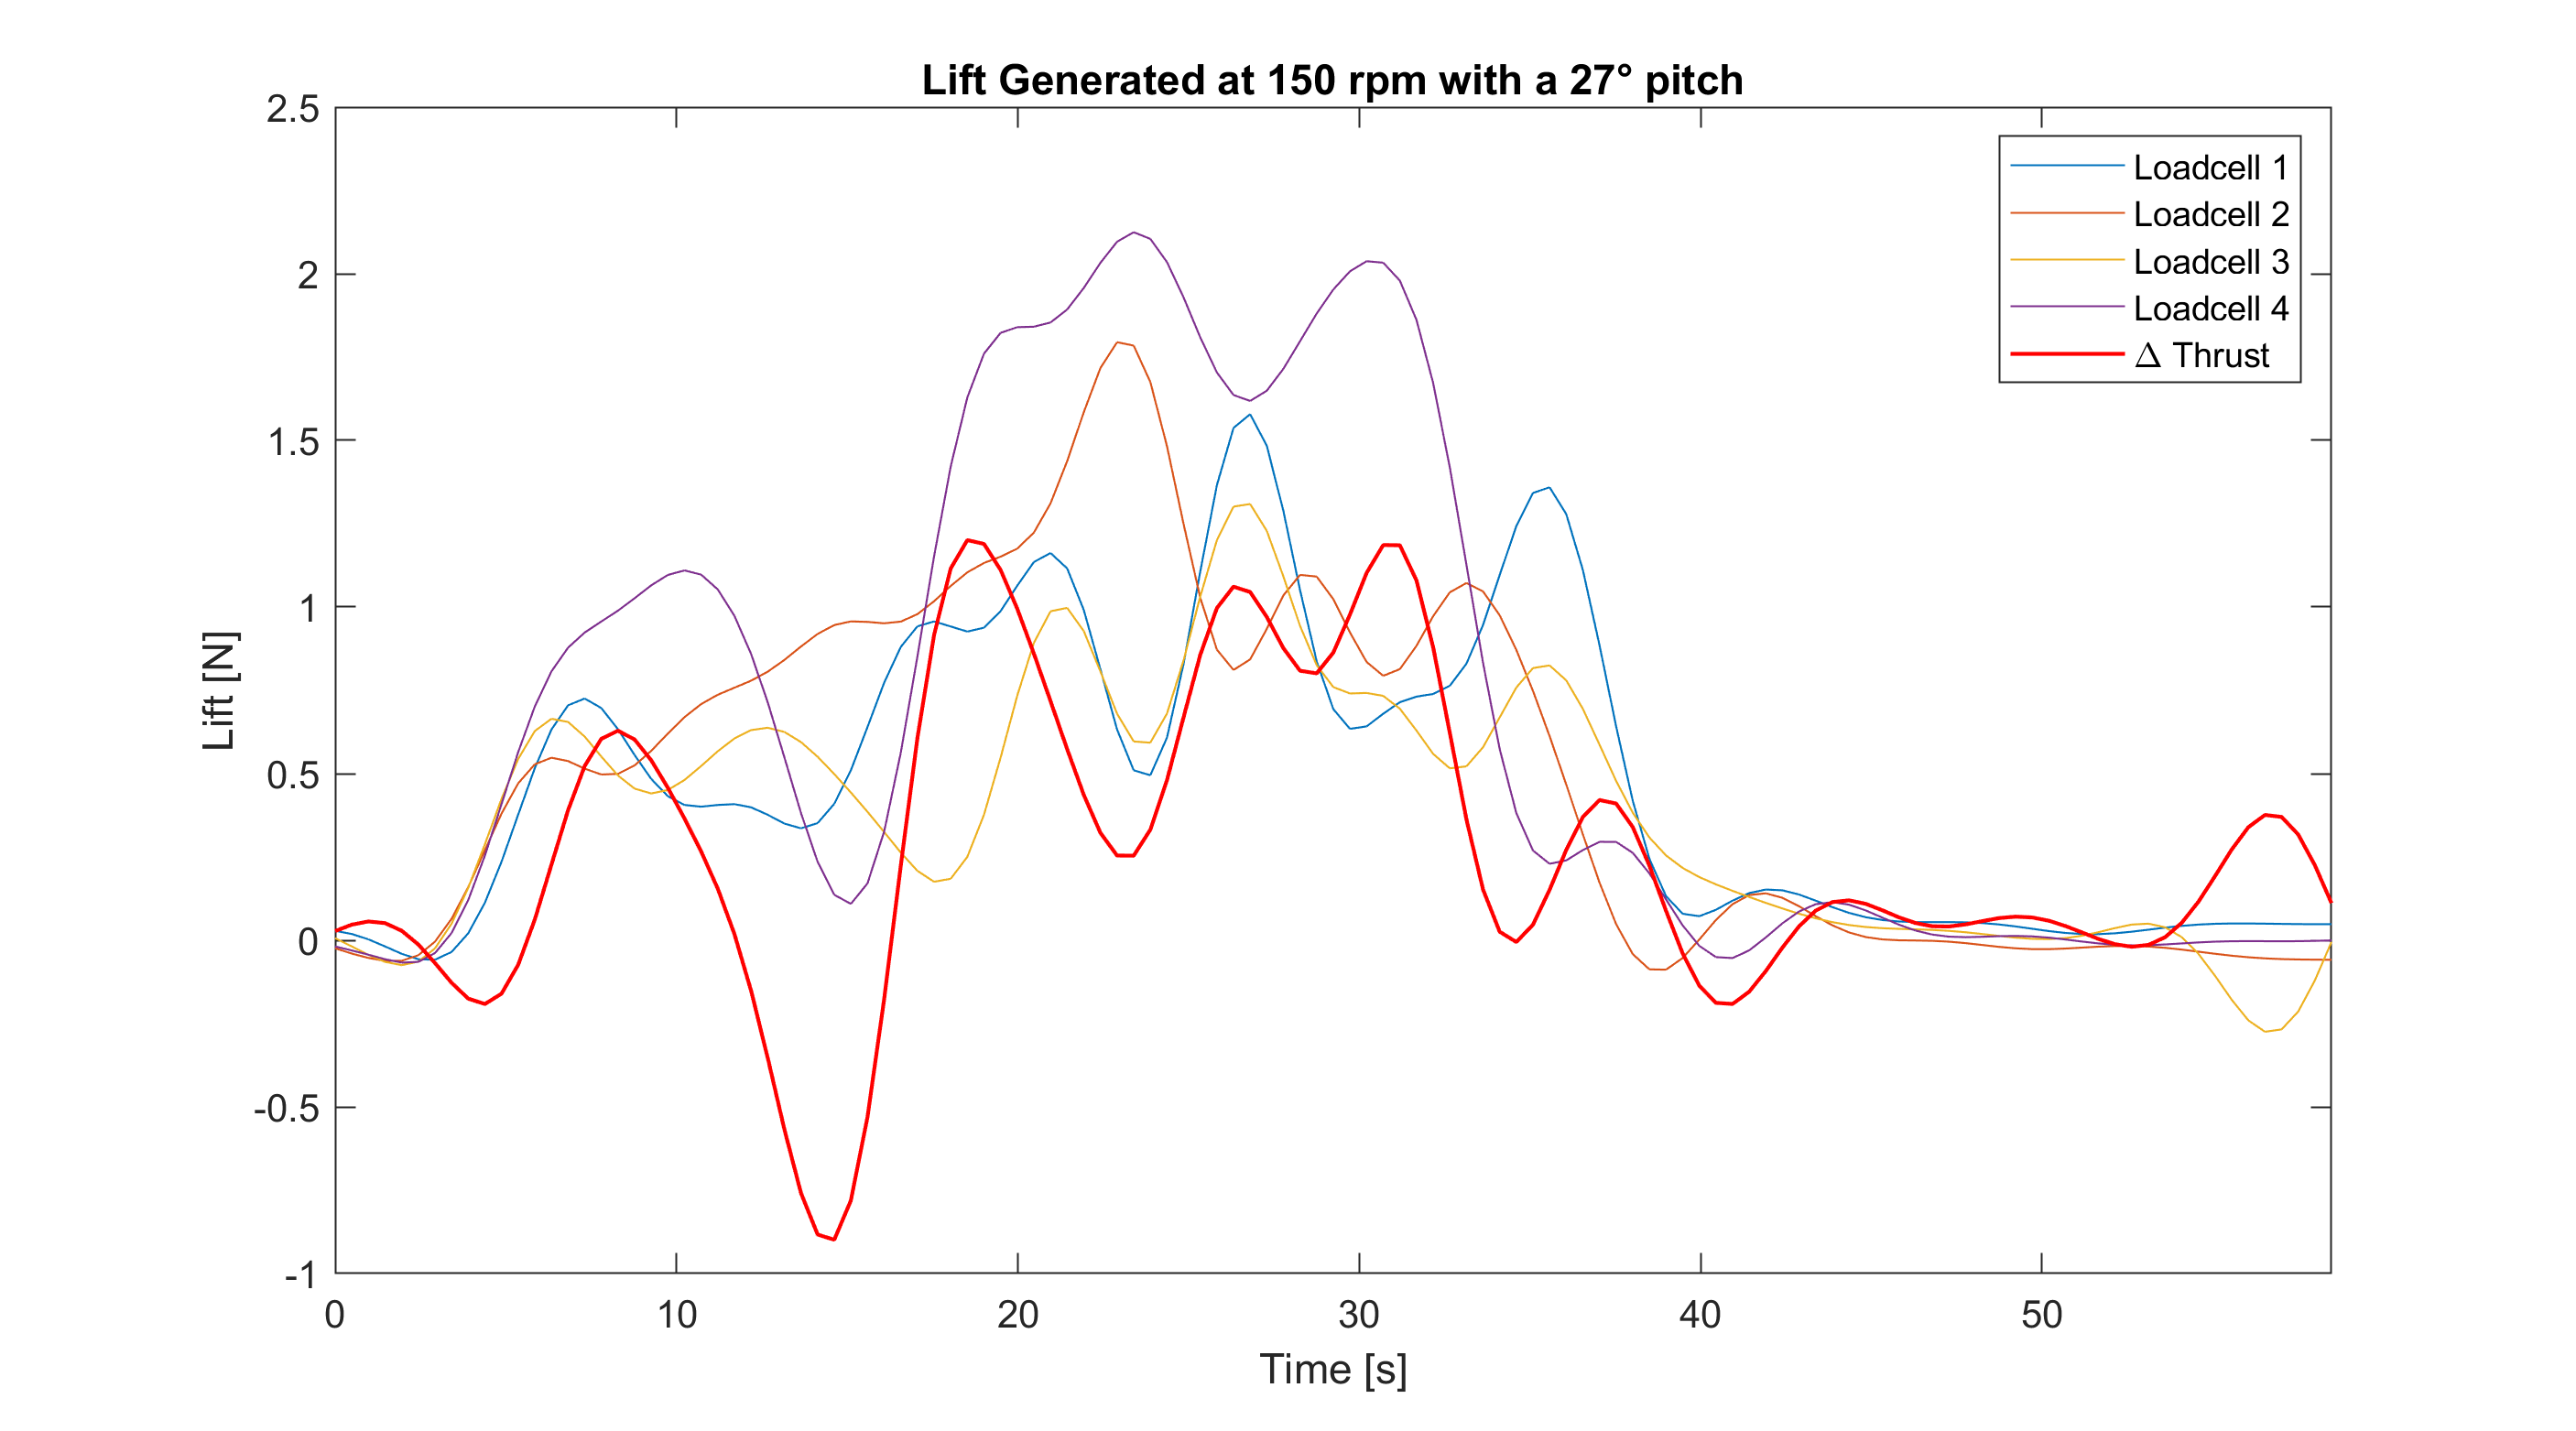 Lift Generated at 150 rpm with a 27° pitch
2.5
2
1.5
1
0.5
0
-0.5
-1
Lift [N]
0 10 20 30 40 50
Time [s]
Loadcell 1
Loadcell 2
Loadcell 3
Loadcell 4
Δ Thrust